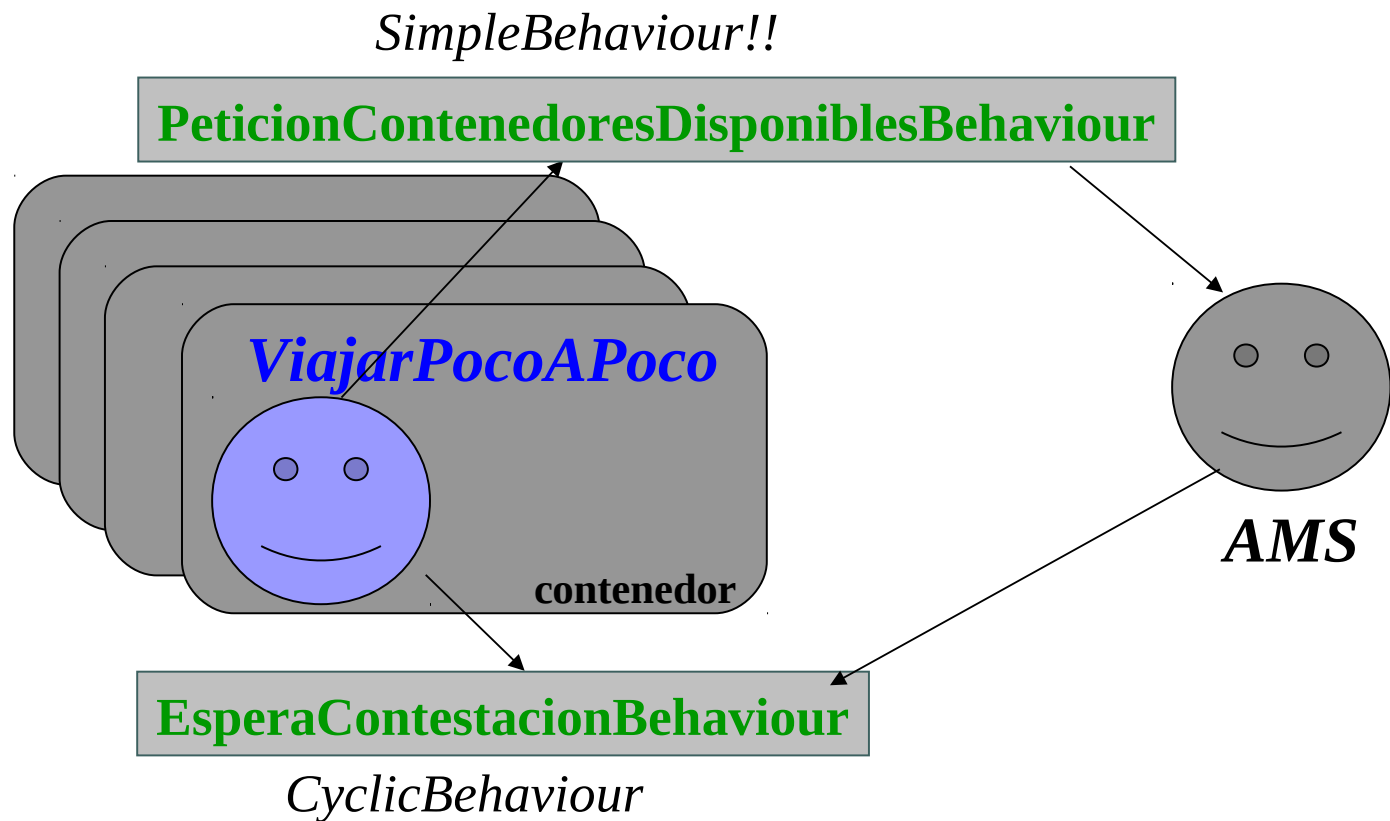 SimpleBehaviour!!
PeticionContenedoresDisponiblesBehaviour
ViajarPocoAPoco
AMS
contenedor
EsperaContestacionBehaviour
CyclicBehaviour